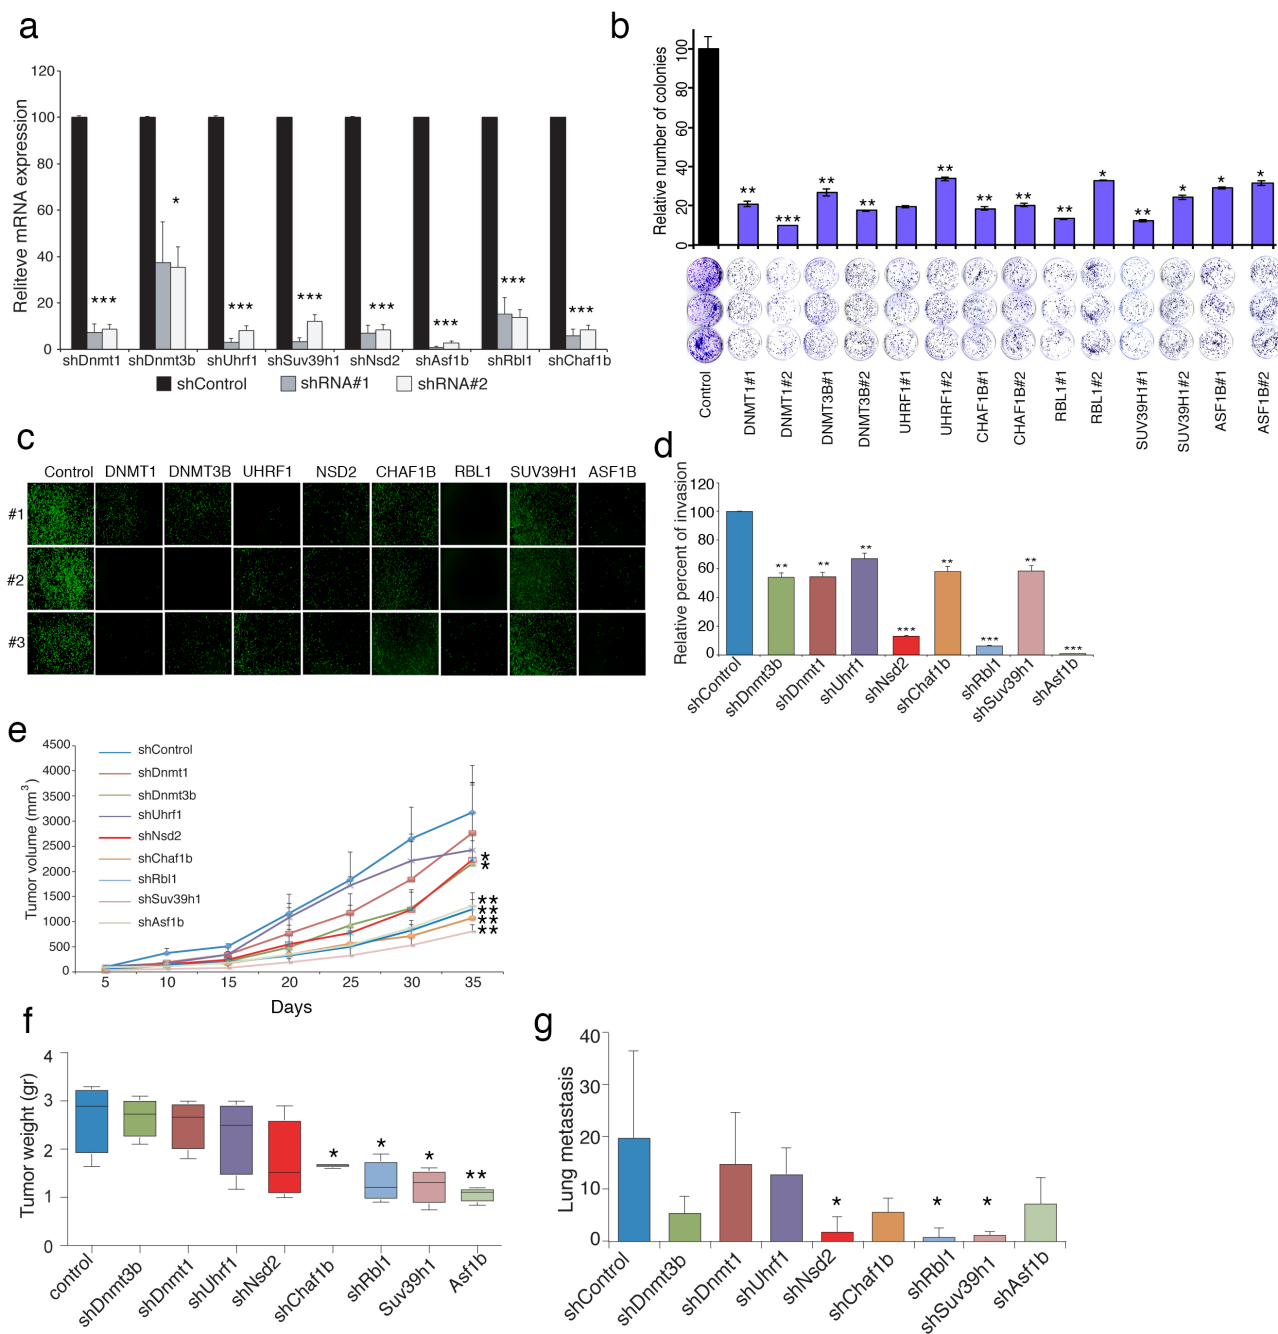 a
Reliteve mRNA expression
120
100
80
60
40
20
0
***
*
***
***
***
***
***
***
shDnmt1 shDnmt3b shUhrf1 shSuv39h1 shNsd2 shAsf1b shRbl1 shChaf1b
shControl shRNA#1 shRNA#2
b
Relative number of colonies
100
80
60
40
20
0
**
***
**
**
**
**
**
**
*
**
*
*
*
Control
DNMT1#1
DNMT1#2
DNMT3B#1
DNMT3B#2
UHRF1#1
UHRF1#2
CHAF1B#1
CHAF1B#2
RBL1#1
RBL1#2
SUV39H1#1
SUV39H1#2
ASF1B#1
ASF1B#2
c
Control DNMT1 DNMT3B UHRF1 NSD2 CHAF1B RBL1 SUV39H1 ASF1B
#1
#2
#3
d
Relative percent of invasion
120
100
80
60
40
20
0
**
**
**
***
**
***
**
***
shControl
shDnmt3b
shDnmt1
shUhrf1
shNsd2
shChaf1b
shRbl1
shSuv39h1
shAsf1b
e
Tumor volume (mm3)
4500
4000
3500
3000
2500
2000
1500
1000
500
0
shControl
shDnmt1
shDnmt3b
shUhrf1
shNsd2
shChaf1b
shRbl1
shSuv39h1
shAsf1b
*
*
**
**
**
**
5 10 15 20 25 30 35
Days
f
Tumor weight (gr)
4
3
2
1
0
*
*
*
**
control
shDnmt3b
shDnmt1
shUhrf1
shNsd2
shChaf1b
shRbl1
Suv39h1
Asf1b
g
Lung metastasis
40
30
20
10
0
*
*
*
shControl
shDnmt3b
shDnmt1
shUhrf1
shNsd2
shChaf1b
shRbl1
shSuv39h1
shAsf1b